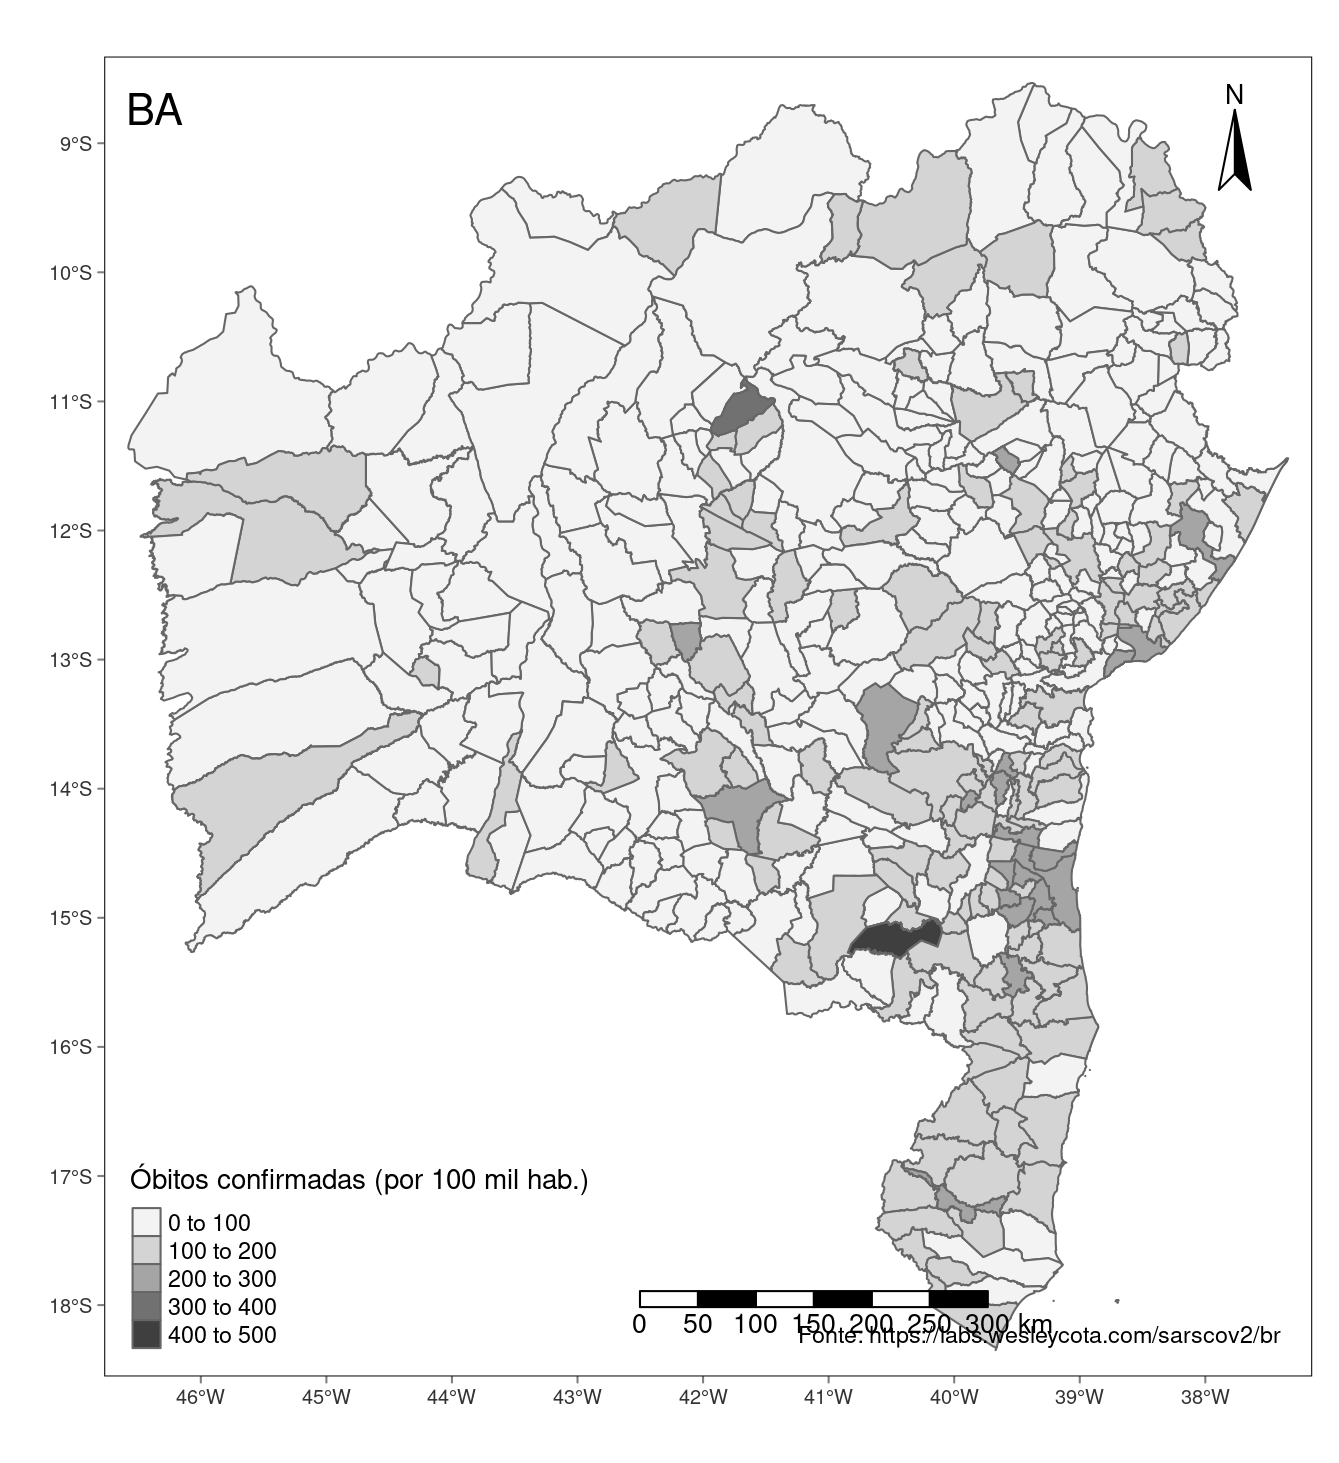 BA
N
9°S
10°S
11°S
12°S
13°S
14°S
15°S
16°S
17°S
18°S
Óbitos confirmadas (por 100 mil hab.)
0 to 100
100 to 200
200 to 300
300 to 400
400 to 500
0 50 100 150 200 250 300 km
Fonte: https://labs.wesleycota.com/sarscov2/br
46°W 45°W 44°W 43°W 42°W 41°W 40°W 39°W 38°W